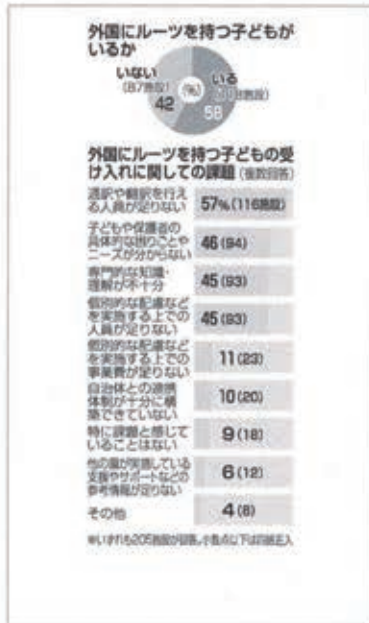 外国にルーツを持つ子どもが
いるか
いない
(87施設)
42
(%)
いる
58
外国にルーツを持つ子どもの受
け入れに関しての課題(複数回答)
通訳や翻訳を行え
る人員が足りない
57%(116施設)
子どもや保護者の
具体的な困りごとや
ニーズが分からない
46(94)
専門的な知識・
理解が不十分
45(93)
個別的な配慮など
を実施する上での
人員が足りない
45(93)
個別的な配慮など
を実施する上での
事業費が足りない
11(23)
自治体との連携
体制が十分に構
築できていない
10(20)
特に課題と感じて
いることはない
9(18)
他の園が実施している
支援やサポートなどの
参考情報が足りない
6(12)
その他
4(8)
※いずれも205施設が回答。小数点以下は四捨五入